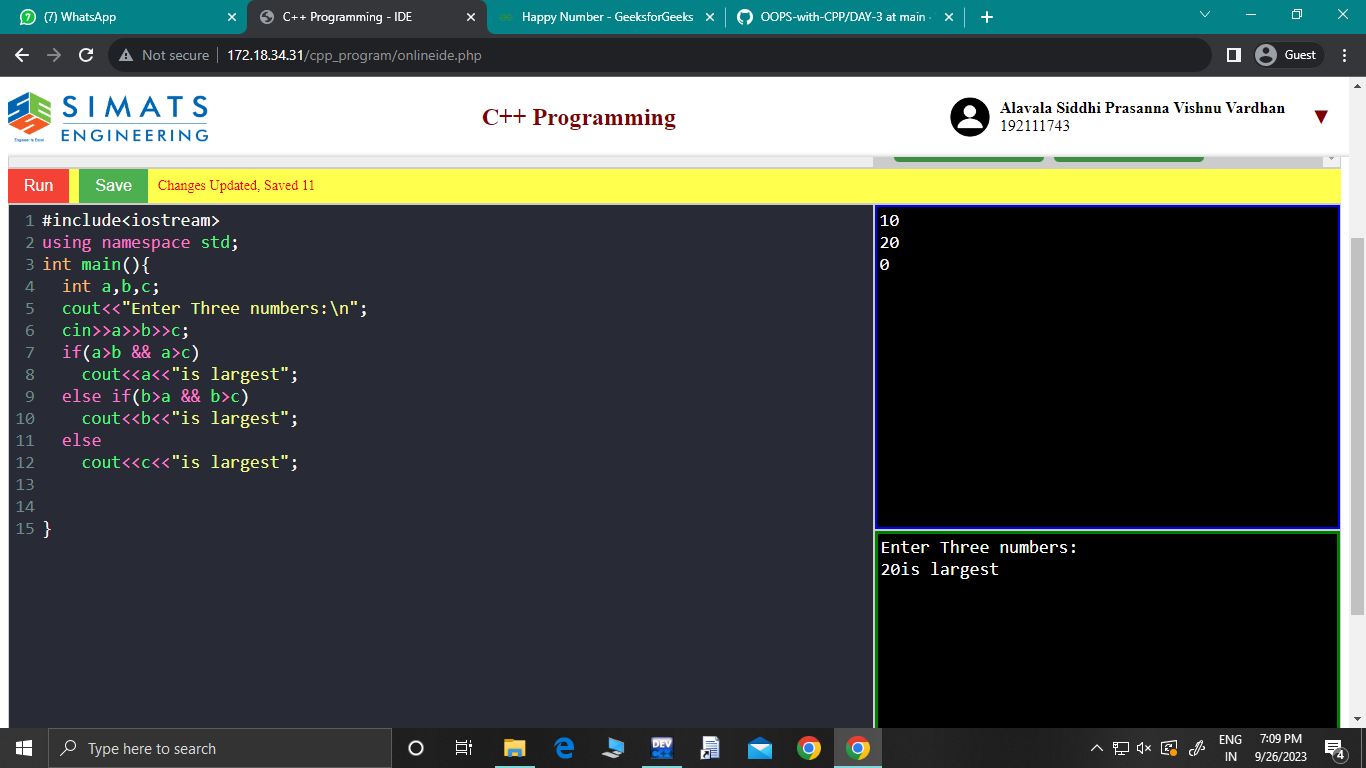 (7) WhatsApp
C++ Programming - IDE
Happy Number - GeeksforGeeks
OOPS-with-CPP/DAY-3 at main
Not secure
172.18.34.31/cpp_program/onlineide.php
Guest
SIMATS
ENGINEERING
C++ Programming
Alavala Siddhi Prasanna Vishnu Vardhan
192111743
Run
Save
Changes Updated, Saved 11
1 #include<iostream>
2 using namespace std;
3 int main(){
4 int a,b,c;
5 cout<<"Enter Three numbers:\n";
6 cin>>a>>b>>c;
7 if(a>b && a>c)
8 cout<<a<<"is largest";
9 else if(b>a && b>c)
10 cout<<b<<"is largest";
11 else
12 cout<<c<<"is largest";
13
14
15 }
10
20
0
Enter Three numbers:
20is largest
Type here to search
DEV
ENG
IN
7:09 PM
9/26/2023
4